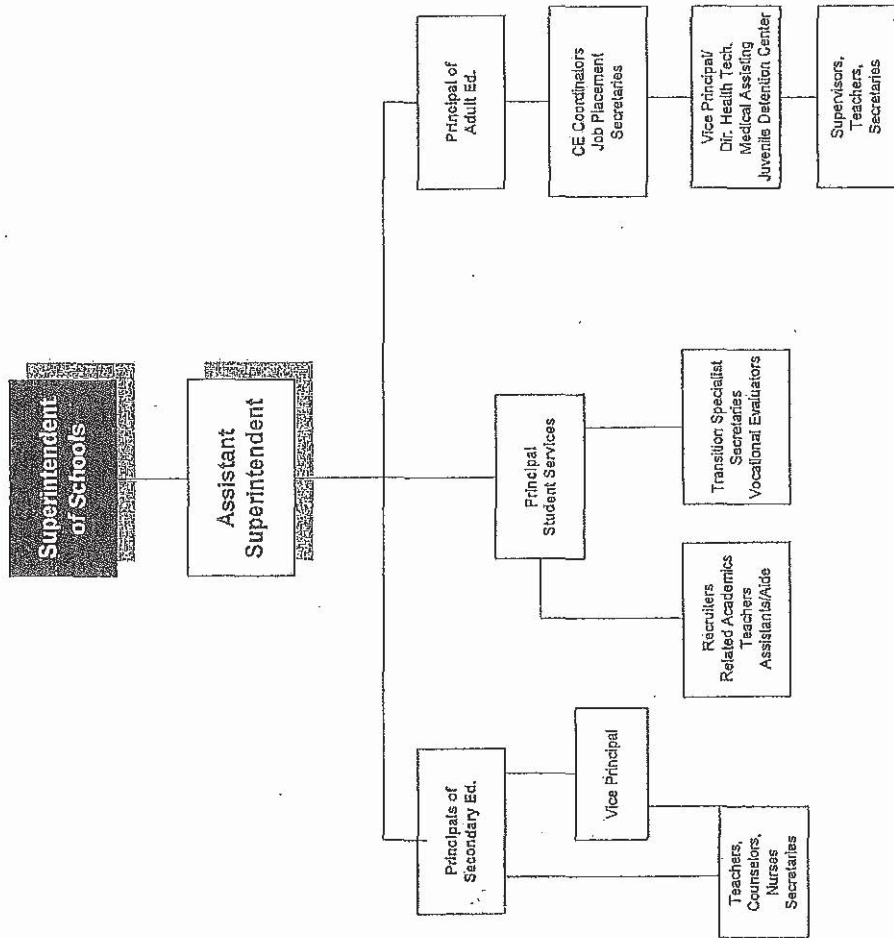 Superintendent
of Schools
Assistant
Superintendent
Principals of
Secondary Ed.
Vice Principal
Teachers,
Counselors,
Nurses
Secretaries
Principal
Student Services
Recruiters
Related Academics
Teachers
Assistants/Aide
Transition Specialist
Secretaries
Vocational Evaluators
Principal of
Adult Ed.
CE Coordinators
Job Placement
Secretaries
Vice Principal/
Dir. Health Tech.
Medical Assisting
Juvenile Detention Center
Supervisors,
Teachers,
Secretaries